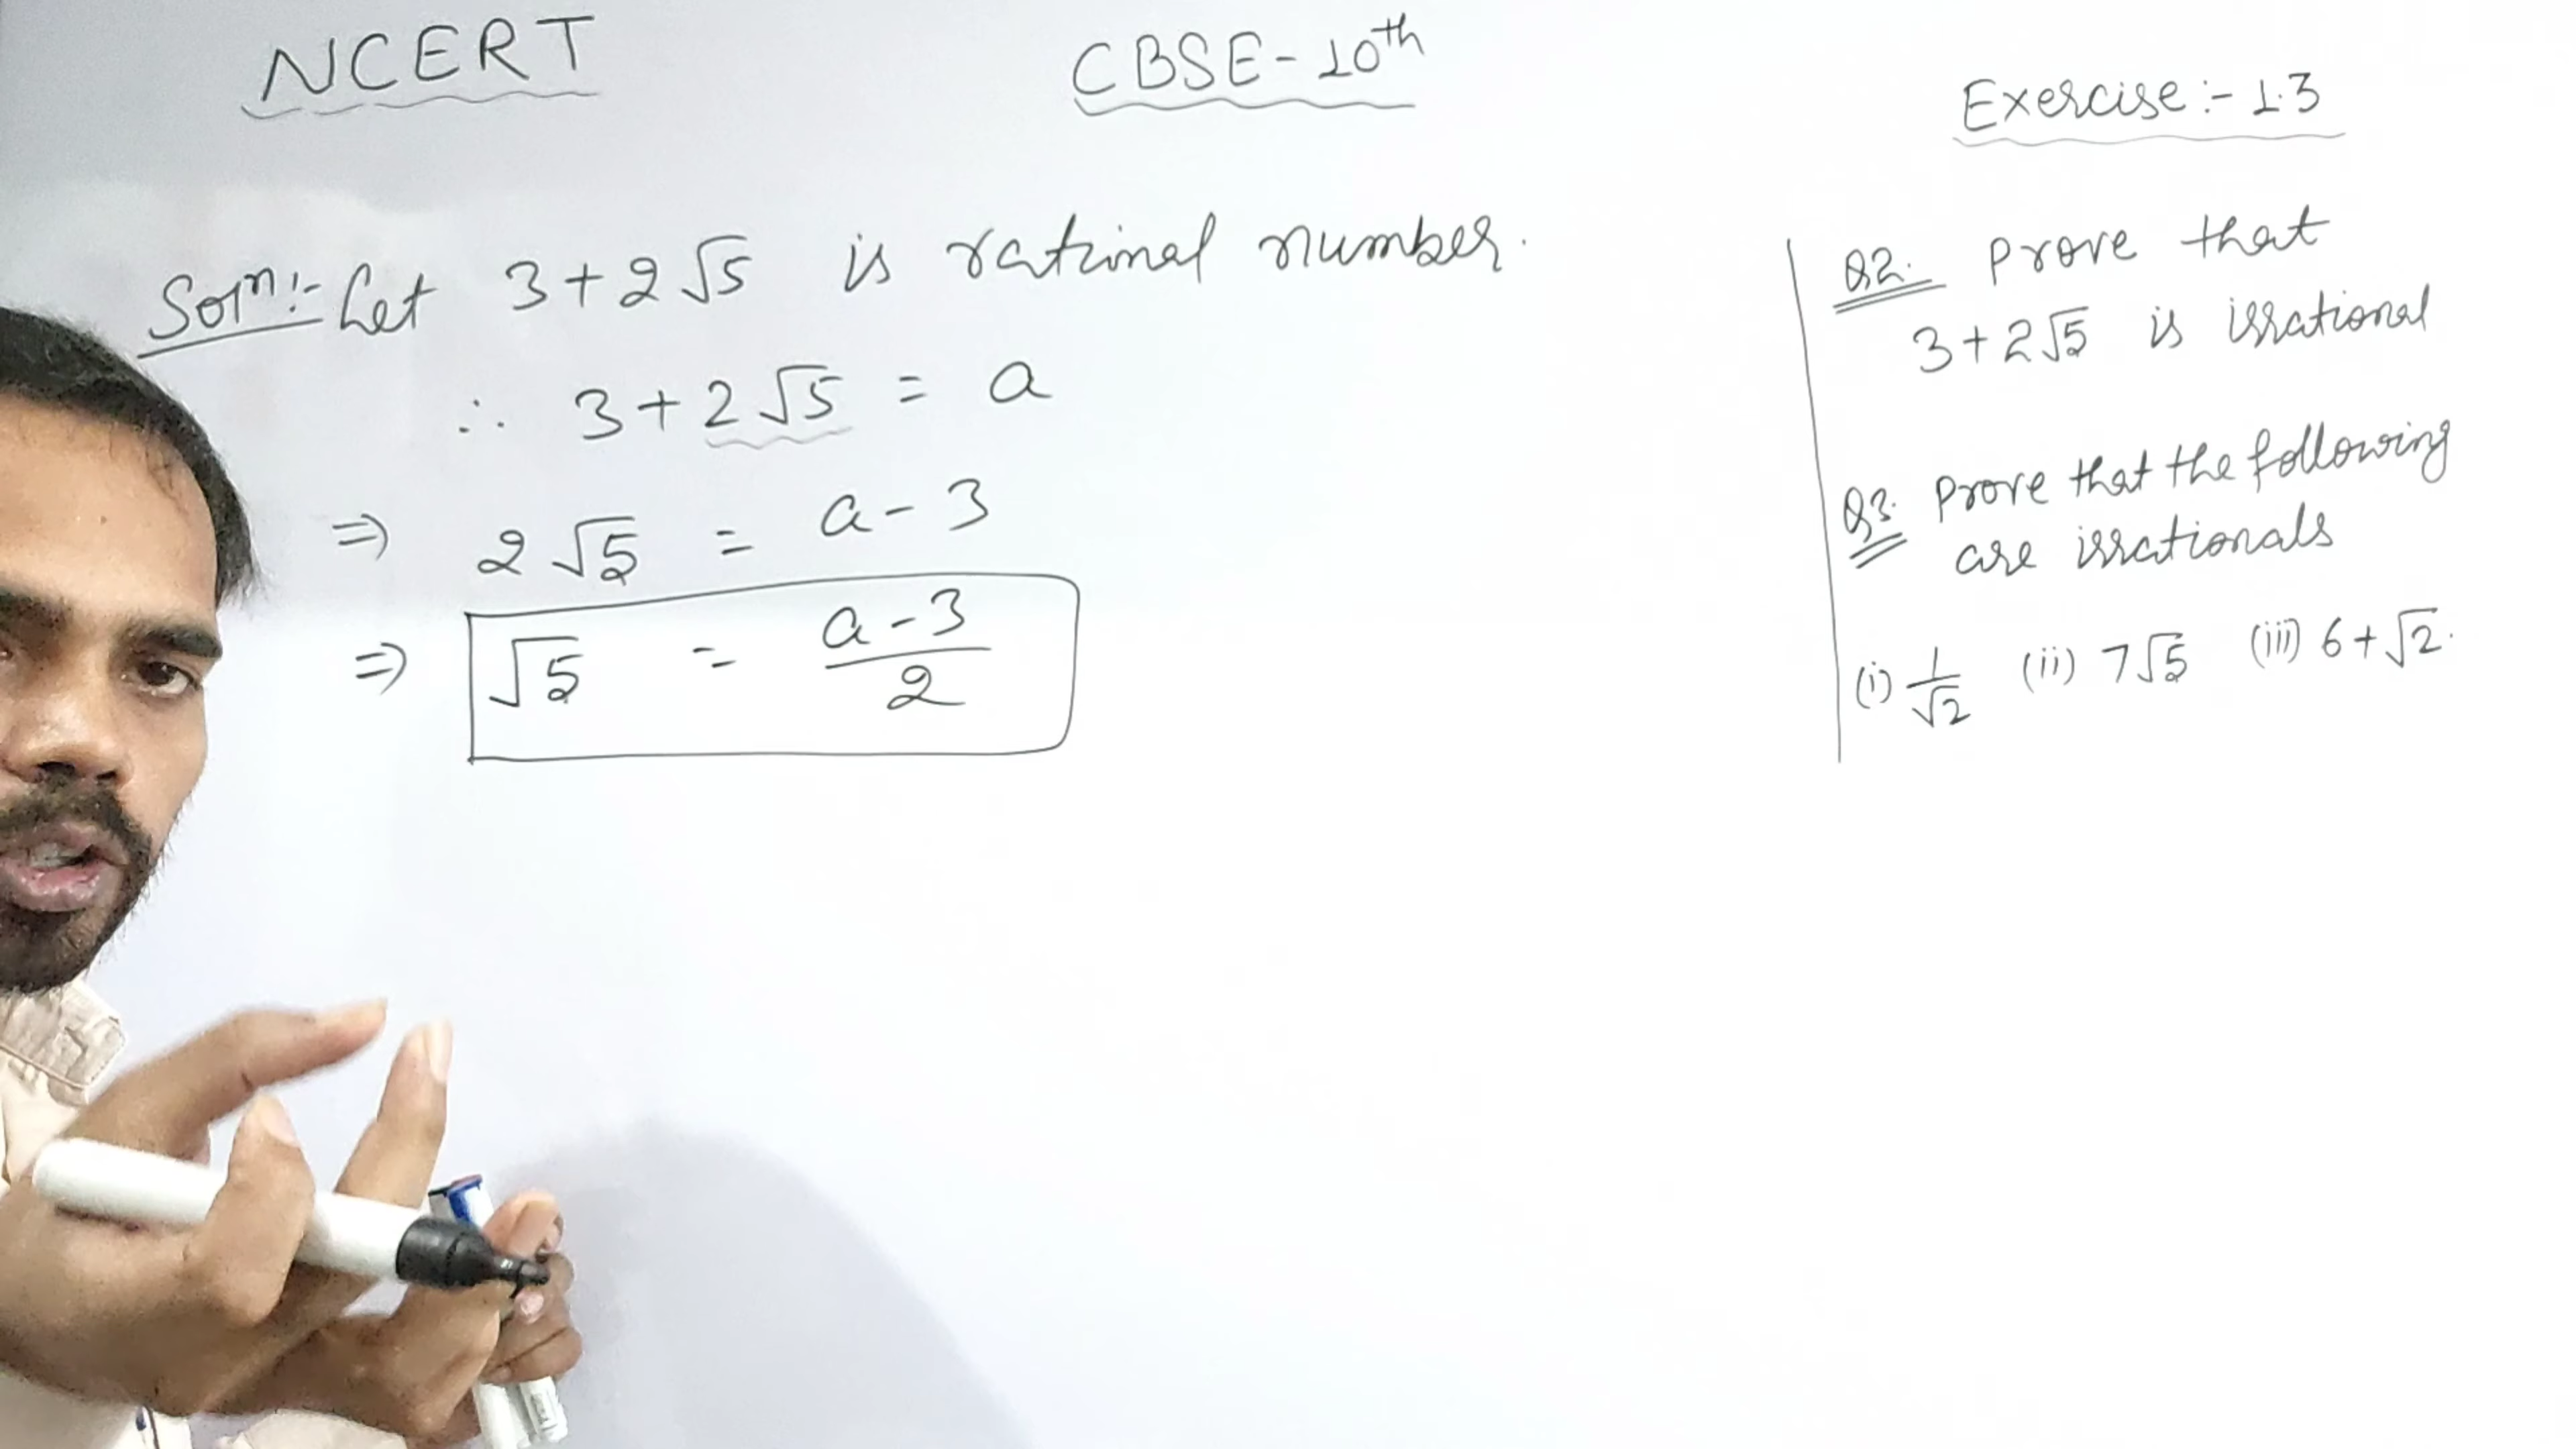 NCERT
CBSE-10th
Exercise:- 1.3
Soln:- Let 3+2√5 is rational number.
∴ 3+2√5 = a
⇒ 2√5 = a-3
⇒ √5 = a-3/2
Q2. Prove that
3+2√5 is irrational
Q3. Prove that the following
are irrationals
(i) 1/√2 (ii) 7√5 (iii) 6+√2.